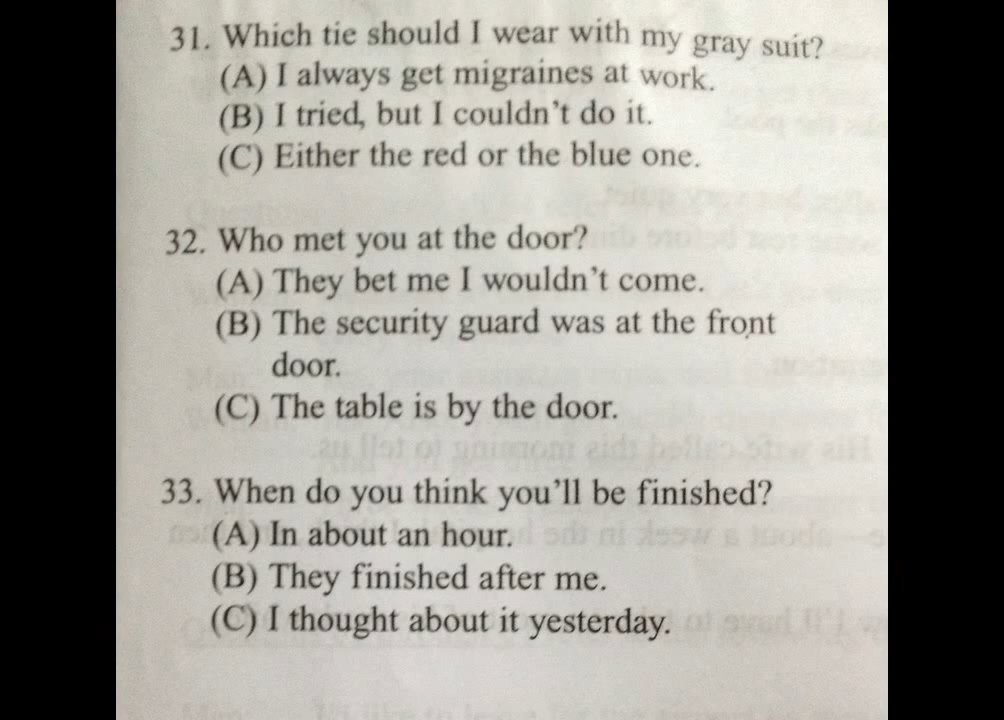 31. Which tie should I wear with my gray suit?
(A) I always get migraines at work.
(B) I tried, but I couldn't do it.
(C) Either the red or the blue one.
32. Who met you at the door?
(A) They bet me I wouldn't come.
(B) The security guard was at the front
door.
(C) The table is by the door.
33. When do you think you'll be finished?
(A) In about an hour.
(B) They finished after me.
(C) I thought about it yesterday.